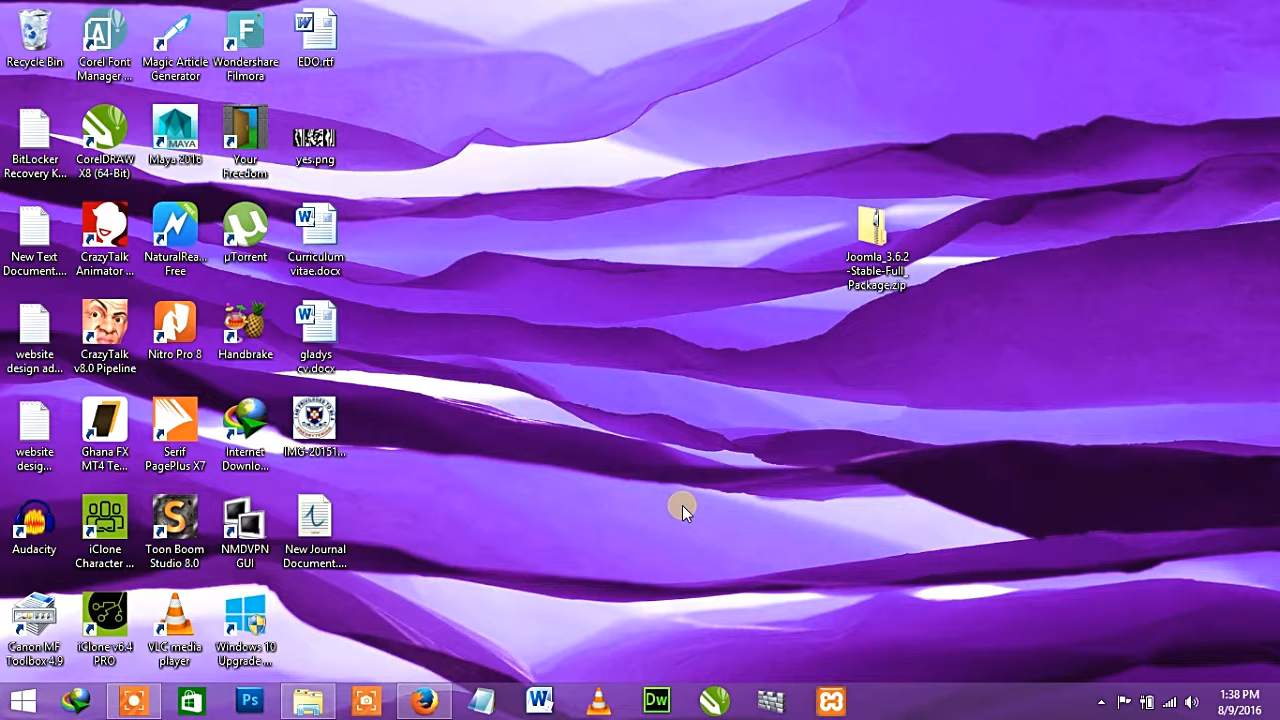 Recycle Bin
Corel Font
Manager ...
Magic Article
Generator
Wondershare
Filmora
EDO.rtf
BitLocker
Recovery K...
CorelDRAW
X8 (64-Bit)
MAYA
Maya 2016
Your
Freedom
yes.png
New Text
Document....
CrazyTalk
Animator ...
NaturalRea...
Free
µTorrent
Curriculum
vitae.docx
Joomla_3.6.2
-Stable-Full_
Package.zip
website
design ad...
CrazyTalk
v8.0 Pipeline
Nitro Pro 8
Handbrake
gladys
cv.docx
website
design...
Ghana FX
MT4 Te...
Serif
PagePlus X7
Internet
Downlo...
IMG-20151...
Audacity
iClone
Character ...
Toon Boom
Studio 8.0
NMDVPN
GUI
New Journal
Document....
Canon MF
Toolbox 4.9
iClone v6.4
PRO
VLC media
player
Windows 10
Upgrade ...
Ps
W
Dw
1:38 PM
8/9/2016